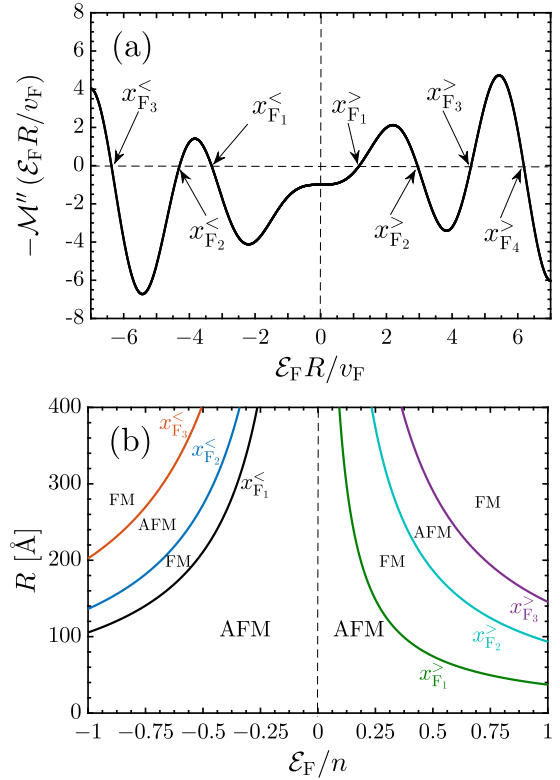 (a)
−ℳ″ (ℰ_F R/v_F)
8
6
4
2
0
-2
-4
-6
-8
x^<_{F_3}
x^<_{F_1}
x^>_{F_1}
x^>_{F_3}
x^<_{F_2}
x^>_{F_2}
x^>_{F_4}
−6 −4 −2 0 2 4 6
ℰ_F R/v_F
(b)
R [Å]
400
300
200
100
0
x^<_{F_3}
x^<_{F_2}
x^<_{F_1}
FM
AFM
FM
AFM
AFM
FM
AFM
FM
x^>_{F_3}
x^>_{F_2}
x^>_{F_1}
−1 −0.75 −0.5 −0.25 0 0.25 0.5 0.75 1
ℰ_F/n